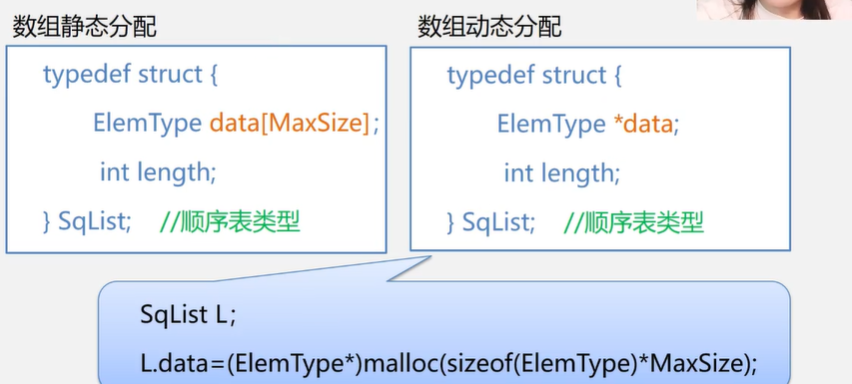 数组静态分配
typedef struct {
ElemType data[MaxSize];
int length;
} SqList; //顺序表类型
数组动态分配
typedef struct {
ElemType *data;
int length;
} SqList; //顺序表类型
SqList L;
L.data=(ElemType*)malloc(sizeof(ElemType)*MaxSize);